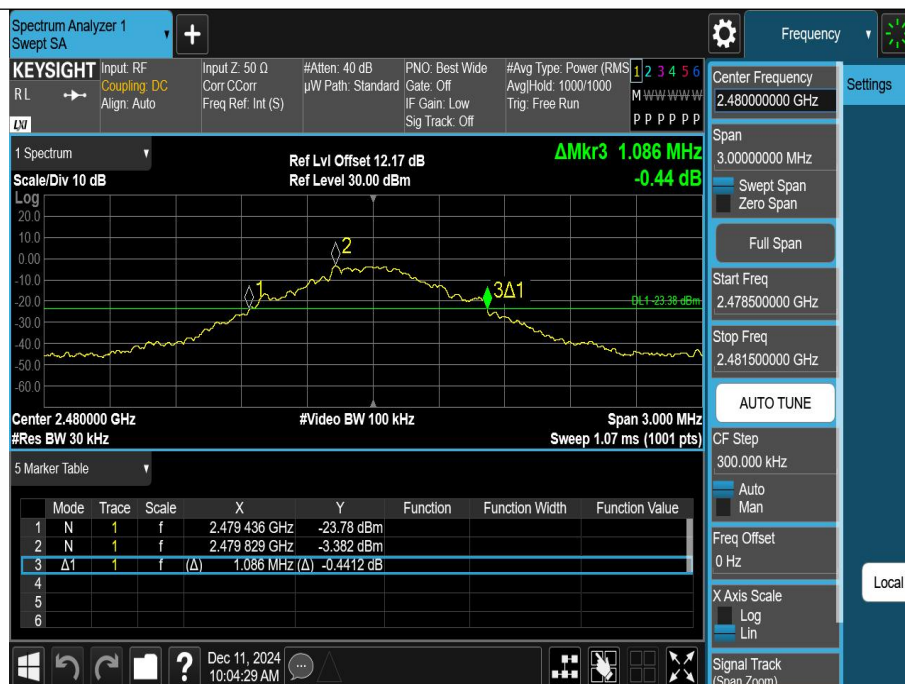 Spectrum Analyzer 1
Swept SA
+
Frequency
KEYSIGHT
RL
LXI
Input: RF
Coupling: DC
Align: Auto
Input Z: 50 Ω
Corr CCorr
Freq Ref: Int (S)
#Atten: 40 dB
µW Path: Standard
PNO: Best Wide
Gate: Off
IF Gain: Low
Sig Track: Off
#Avg Type: Power (RMS
Avg|Hold: 1000/1000
Trig: Free Run
1 2 3 4 5 6
M W W W W W
P P P P P P
1 Spectrum
Scale/Div 10 dB
Ref Lvl Offset 12.17 dB
Ref Level 30.00 dBm
ΔMkr3 1.086 MHz
-0.44 dB
Log
20.0
10.0
0.00
-10.0
-20.0
-30.0
-40.0
-50.0
-60.0
1
2
3Δ1
DL1 -23.38 dBm
Center 2.480000 GHz
#Res BW 30 kHz
#Video BW 100 kHz
Span 3.000 MHz
Sweep 1.07 ms (1001 pts)
5 Marker Table
Mode Trace Scale X Y Function Function Width Function Value
1 N 1 f 2.479 436 GHz -23.78 dBm
2 N 1 f 2.479 829 GHz -3.382 dBm
3 Δ1 1 f (Δ) 1.086 MHz (Δ) -0.4412 dB
4
5
6
?
Dec 11, 2024
10:04:29 AM
Center Frequency
2.480000000 GHz
Span
3.00000000 MHz
Swept Span
Zero Span
Full Span
Start Freq
2.478500000 GHz
Stop Freq
2.481500000 GHz
AUTO TUNE
CF Step
300.000 kHz
Auto
Man
Freq Offset
0 Hz
X Axis Scale
Log
Lin
Signal Track
(Span Zoom)
Settings
Local